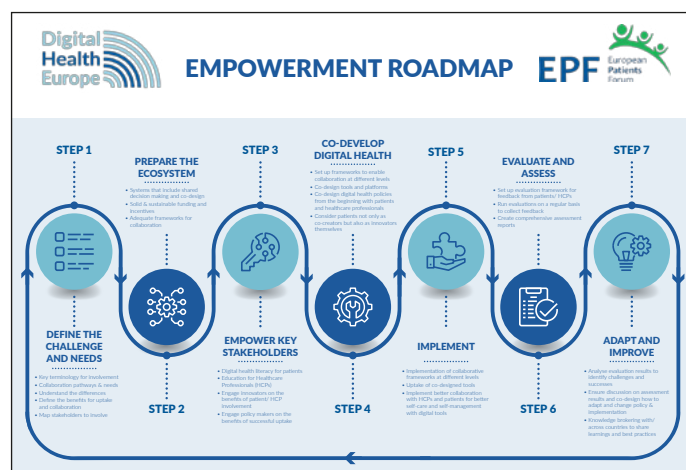 Digital
Health
Europe
EMPOWERMENT ROADMAP
EPF
European
Patients
Forum
STEP 1
DEFINE THE
CHALLENGE
AND NEEDS
• Key terminology for involvement
• Collaboration pathways & needs
• Understand the differences
• Define the benefits for uptake
and collaboration
• Map stakeholders to involve
PREPARE THE
ECOSYSTEM
• Systems that include shared
decision making and co-design
• Solid & sustainable funding and
incentives
• Adequate frameworks for
collaboration
STEP 2
STEP 3
EMPOWER KEY
STAKEHOLDERS
• Digital health literacy for patients
• Education for Healthcare
Professionals (HCPs)
• Engage innovators on the
benefits of patient/ HCP
involvement
• Engage policy makers on the
benefits of successful uptake
CO-DEVELOP
DIGITAL HEALTH
• Set up frameworks to enable
collaboration at different levels
• Co-design tools and platforms
• Co-design digital health policies
from the beginning with patients
and healthcare professionals
• Consider patients not only as
co-creators but also as innovators
themselves
STEP 4
STEP 5
IMPLEMENT
• Implementation of collaborative
frameworks at different levels
• Uptake of co-designed tools
• Implement better collaboration
with HCPs and patients for better
self-care and self-management
with digital tools
EVALUATE AND
ASSESS
• Set up evaluation framework for
feedback from patients/ HCPs
• Run evaluations on a regular basis
to collect feedback
• Create comprehensive assessment
reports
STEP 6
STEP 7
ADAPT AND
IMPROVE
• Analyse evaluation results to
identify challenges and
successes
• Ensure discussion on assessment
results and co-design how to
adapt and change policy &
implementation
• Knowledge brokering with/
across countries to share
learnings and best practices